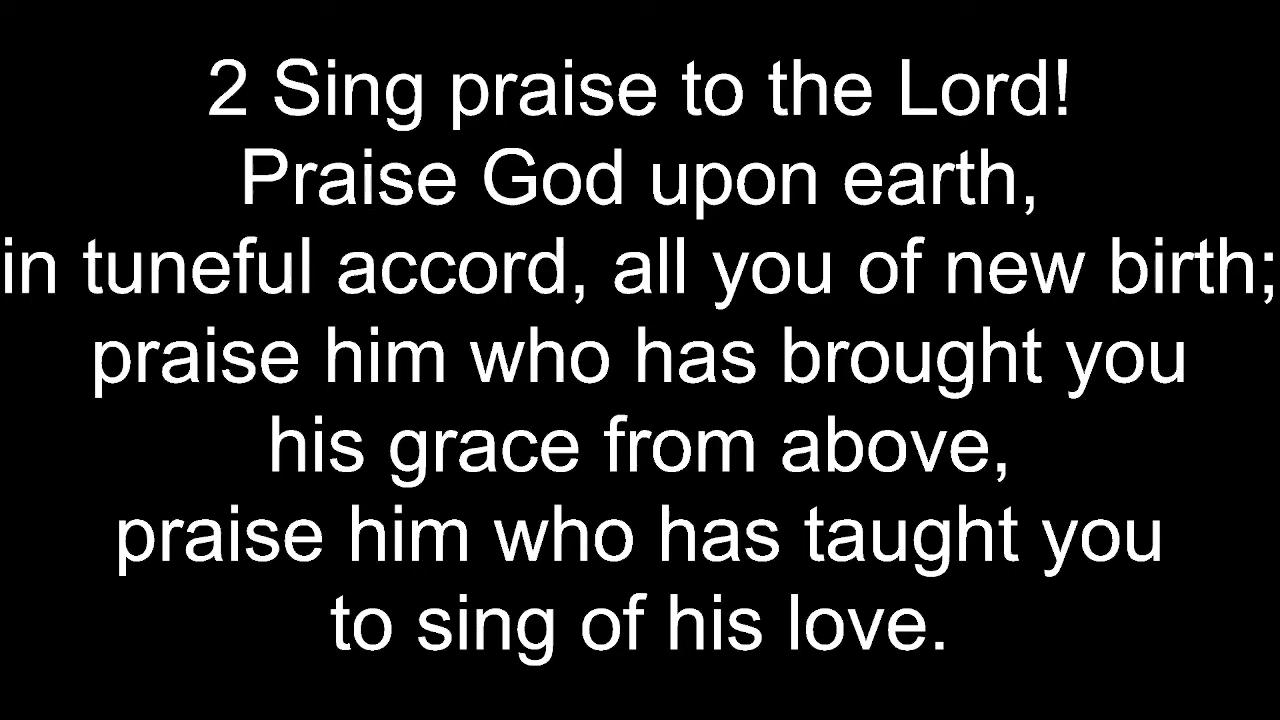 2 Sing praise to the Lord!
Praise God upon earth,
in tuneful accord, all you of new birth;
praise him who has brought you
his grace from above,
praise him who has taught you
to sing of his love.